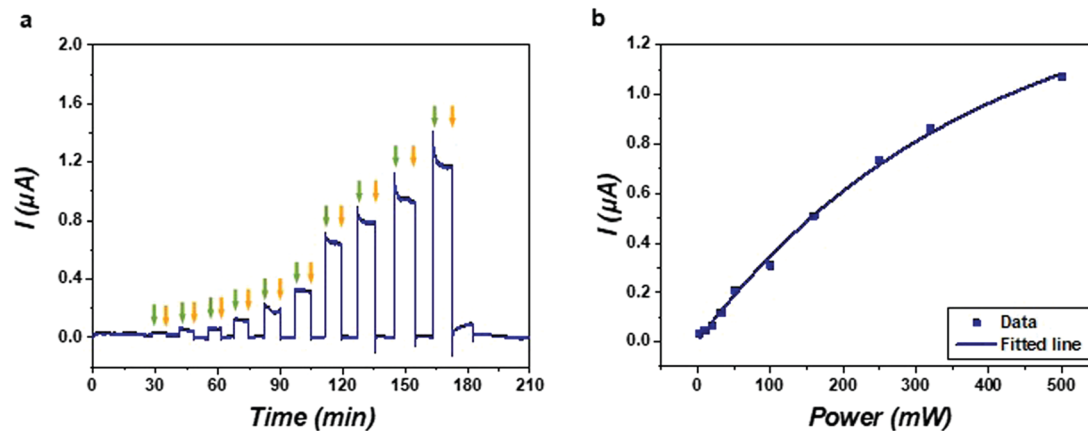 a
2.0
1.6
1.2
0.8
0.4
0.0
I (µA)
0 30 60 90 120 150 180 210
Time (min)
b
1.2
1.0
0.8
0.6
0.4
0.2
0.0
I (µA)
Data
Fitted line
0 100 200 300 400 500
Power (mW)